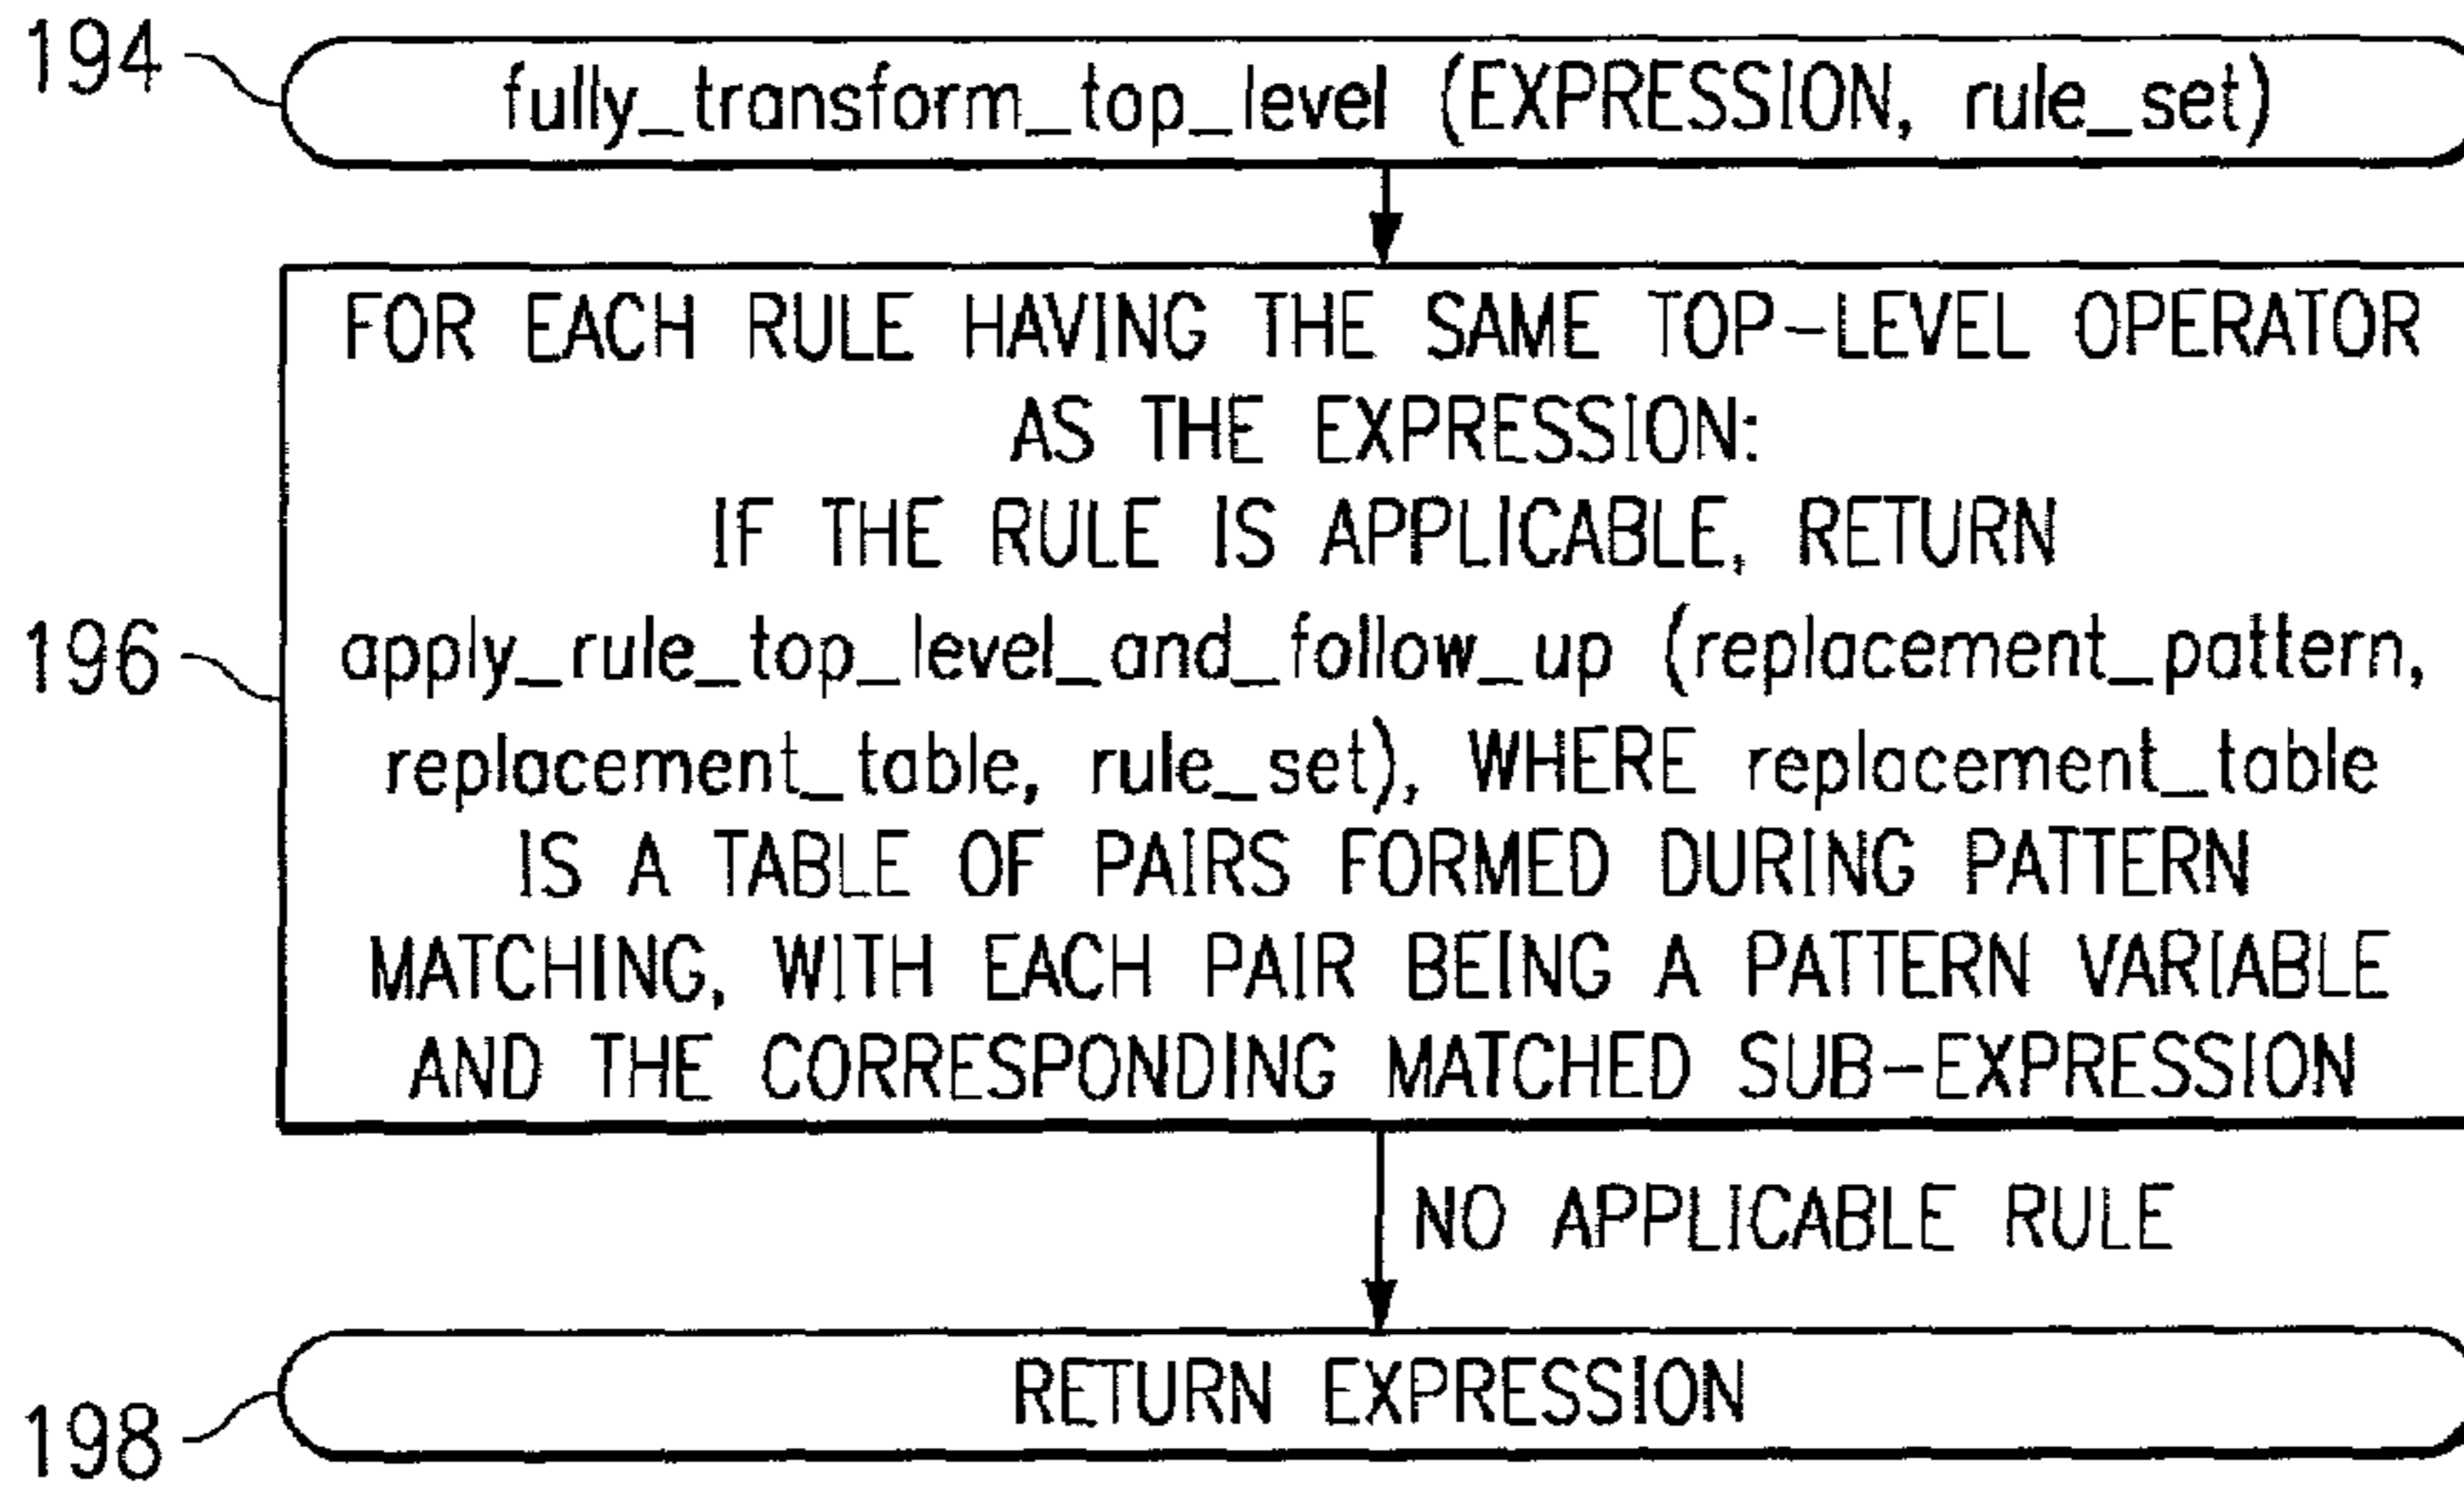 194
fully_transform_top_level (EXPRESSION, rule_set)
FOR EACH RULE HAVING THE SAME TOP-LEVEL OPERATOR
AS THE EXPRESSION:
IF THE RULE IS APPLICABLE, RETURN
196
apply_rule_top_level_and_follow_up (replacement_pattern,
replacement_table, rule_set), WHERE replacement_table
IS A TABLE OF PAIRS FORMED DURING PATTERN
MATCHING, WITH EACH PAIR BEING A PATTERN VARIABLE
AND THE CORRESPONDING MATCHED SUB-EXPRESSION
NO APPLICABLE RULE
RETURN EXPRESSION
198